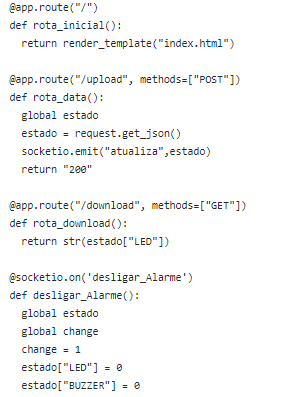 @app.route("/")
def rota_inicial():
  return render_template("index.html")

@app.route("/upload", methods=["POST"])
def rota_data():
  global estado
  estado = request.get_json()
  socketio.emit("atualiza",estado)
  return "200"

@app.route("/download", methods=["GET"])
def rota_download():
  return str(estado["LED"])

@socketio.on('desligar_Alarme')
def desligar_Alarme():
  global estado
  global change
  change = 1
  estado["LED"] = 0
  estado["BUZZER"] = 0